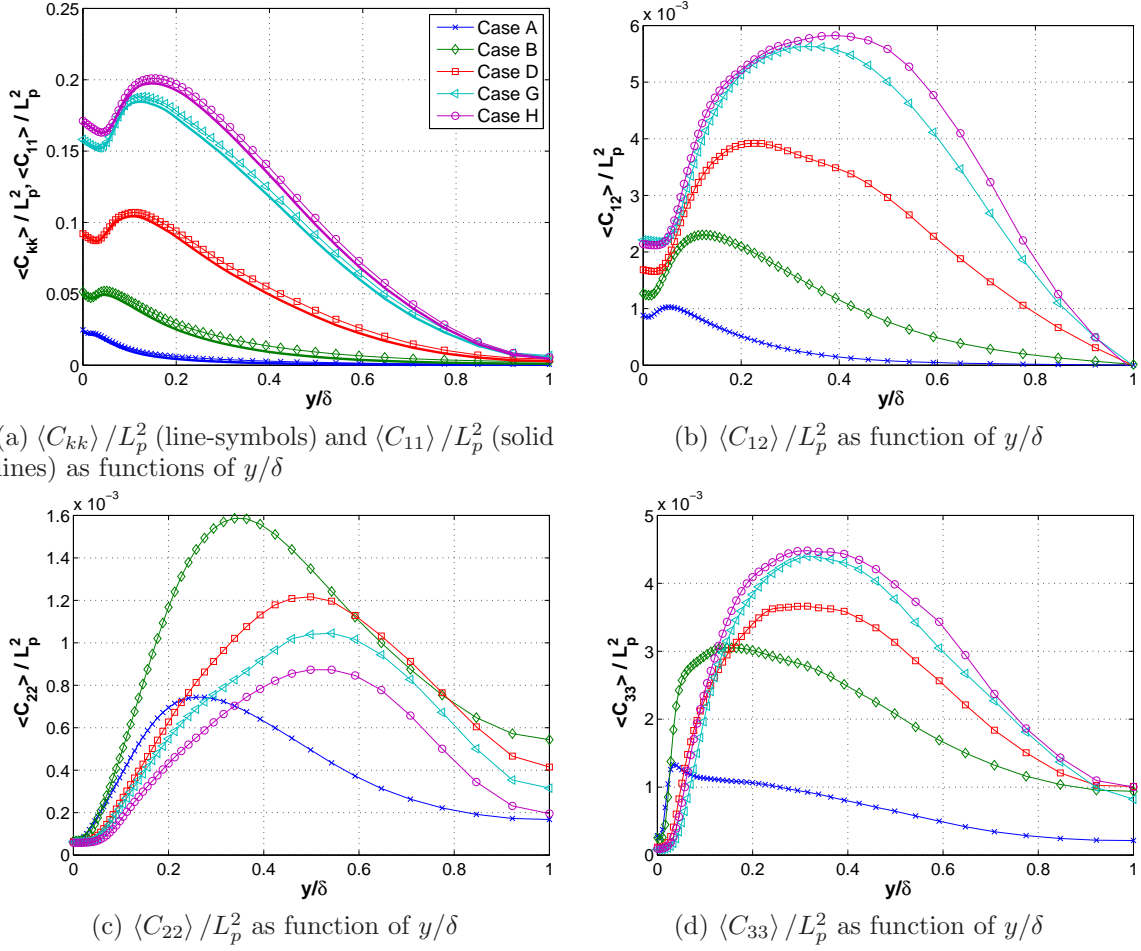 0.25
0.20
0.15
0.1
0.05
0
<C_kk> / L_p^2, <C_11> / L_p^2
0 0.2 0.4 0.6 0.8 1
y/δ
Case A
Case B
Case D
Case G
Case H
(a) ⟨C_kk⟩ /L_p^2 (line-symbols) and ⟨C_11⟩ /L_p^2 (solid
lines) as functions of y/δ
x 10^−3
6
5
4
3
2
1
0
<C_12> / L_p^2
0 0.2 0.4 0.6 0.8 1
y/δ
(b) ⟨C_12⟩ /L_p^2 as function of y/δ
x 10^−3
1.6
1.4
1.2
1
0.8
0.6
0.4
0.2
0
<C_22> / L_p^2
0 0.2 0.4 0.6 0.8 1
y/δ
(c) ⟨C_22⟩ /L_p^2 as function of y/δ
x 10^−3
5
4
3
2
1
0
<C_33> / L_p^2
0 0.2 0.4 0.6 0.8 1
y/δ
(d) ⟨C_33⟩ /L_p^2 as function of y/δ